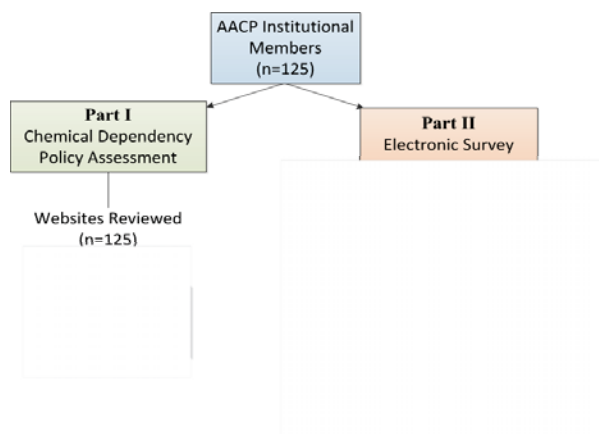 AACP Institutional
Members
(n=125)
Part I
Chemical Dependency
Policy Assessment
Part II
Electronic Survey
Websites Reviewed
(n=125)